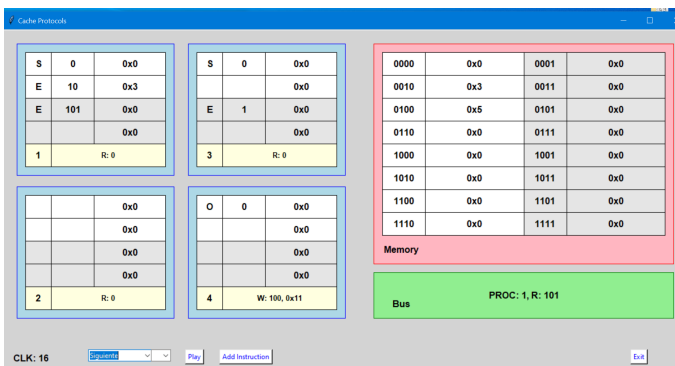 Cache Protocols
S 0 0x0
E 10 0x3
E 101 0x0
0x0
1 R: 0
S 0 0x0
0x0
E 1 0x0
0x0
3 R: 0
0x0
0x0
0x0
0x0
2 R: 0
O 0 0x0
0x0
0x0
0x0
4 W: 100, 0x11
0000 0x0 0001 0x0
0010 0x3 0011 0x0
0100 0x5 0101 0x0
0110 0x0 0111 0x0
1000 0x0 1001 0x0
1010 0x0 1011 0x0
1100 0x0 1101 0x0
1110 0x0 1111 0x0
Memory
PROC: 1, R: 101
Bus
CLK: 16
Siguiente
Play
Add Instruction
Exit